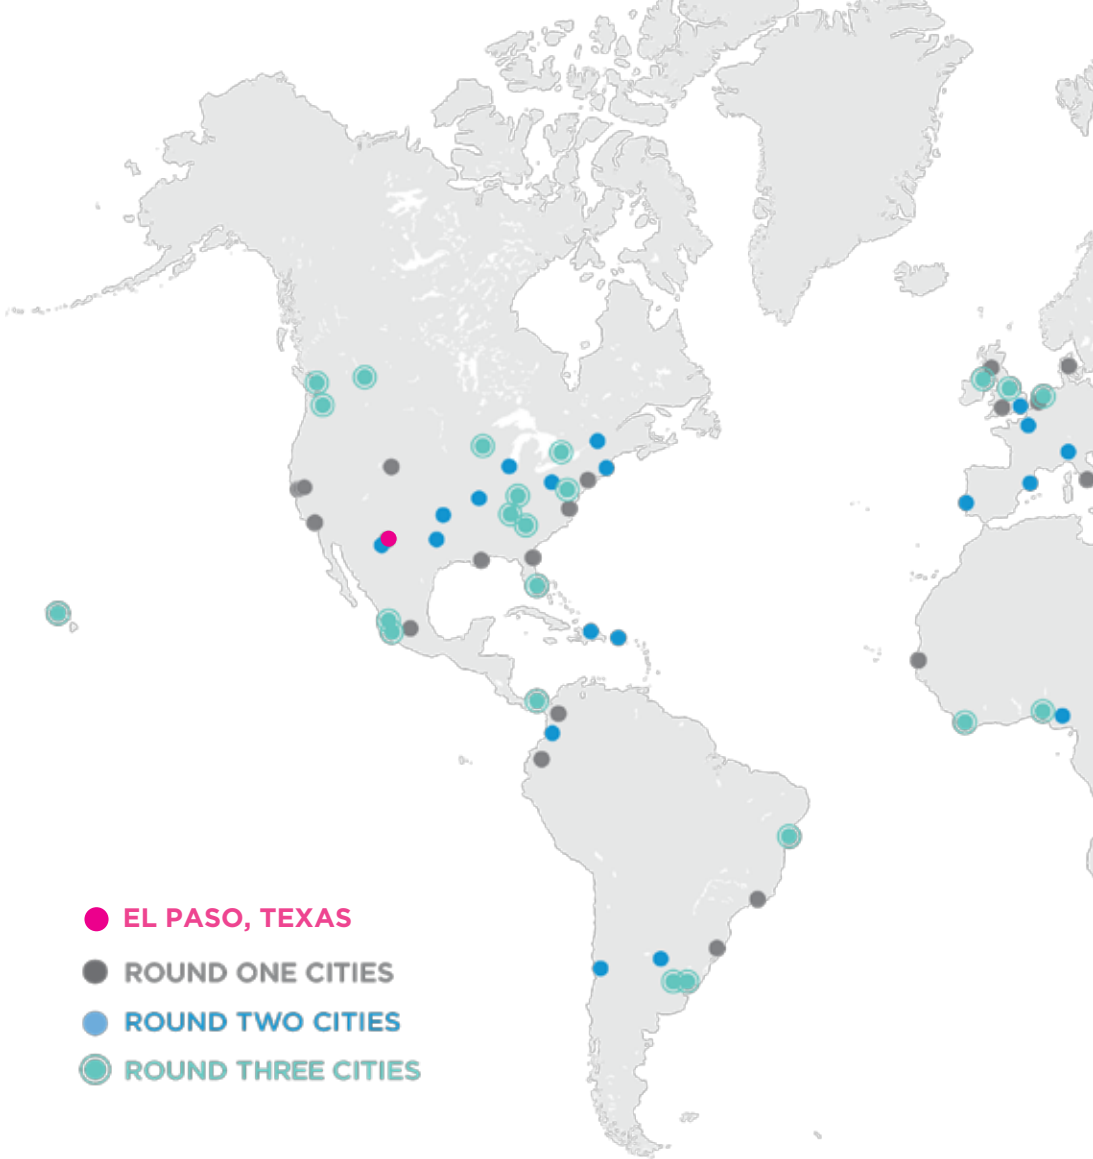 EL PASO, TEXAS
ROUND ONE CITIES
ROUND TWO CITIES
ROUND THREE CITIES